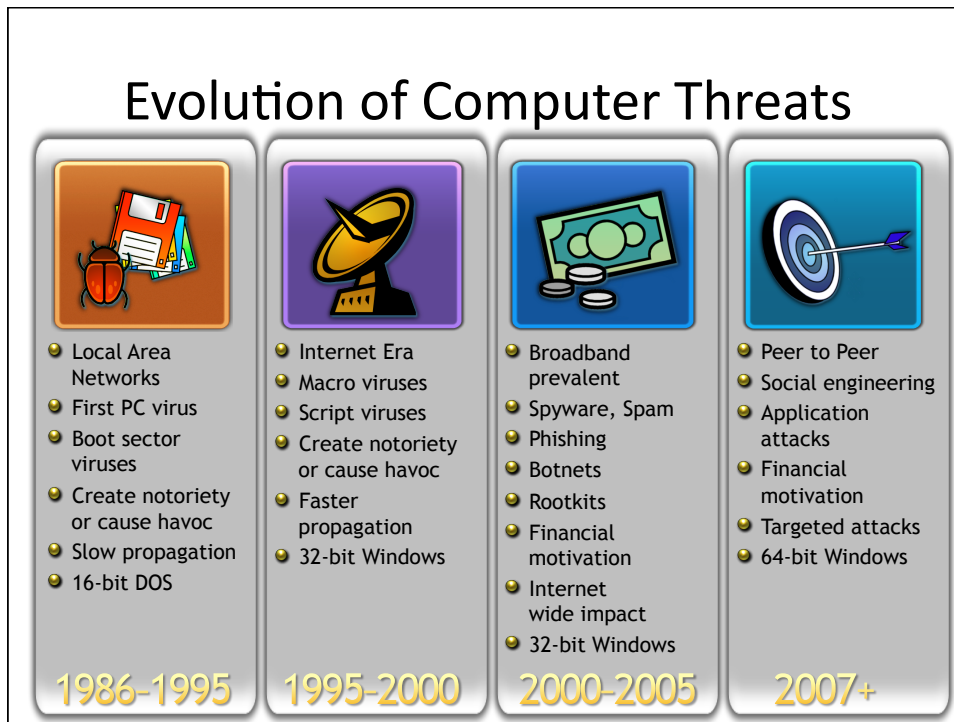 Evolution of Computer Threats
Local Area
Networks
First PC virus
Boot sector
viruses
Create notoriety
or cause havoc
Slow propagation
16-bit DOS
1986-1995
Internet Era
Macro viruses
Script viruses
Create notoriety
or cause havoc
Faster
propagation
32-bit Windows
1995-2000
Broadband
prevalent
Spyware, Spam
Phishing
Botnets
Rootkits
Financial
motivation
Internet
wide impact
32-bit Windows
2000-2005
Peer to Peer
Social engineering
Application
attacks
Financial
motivation
Targeted attacks
64-bit Windows
2007+